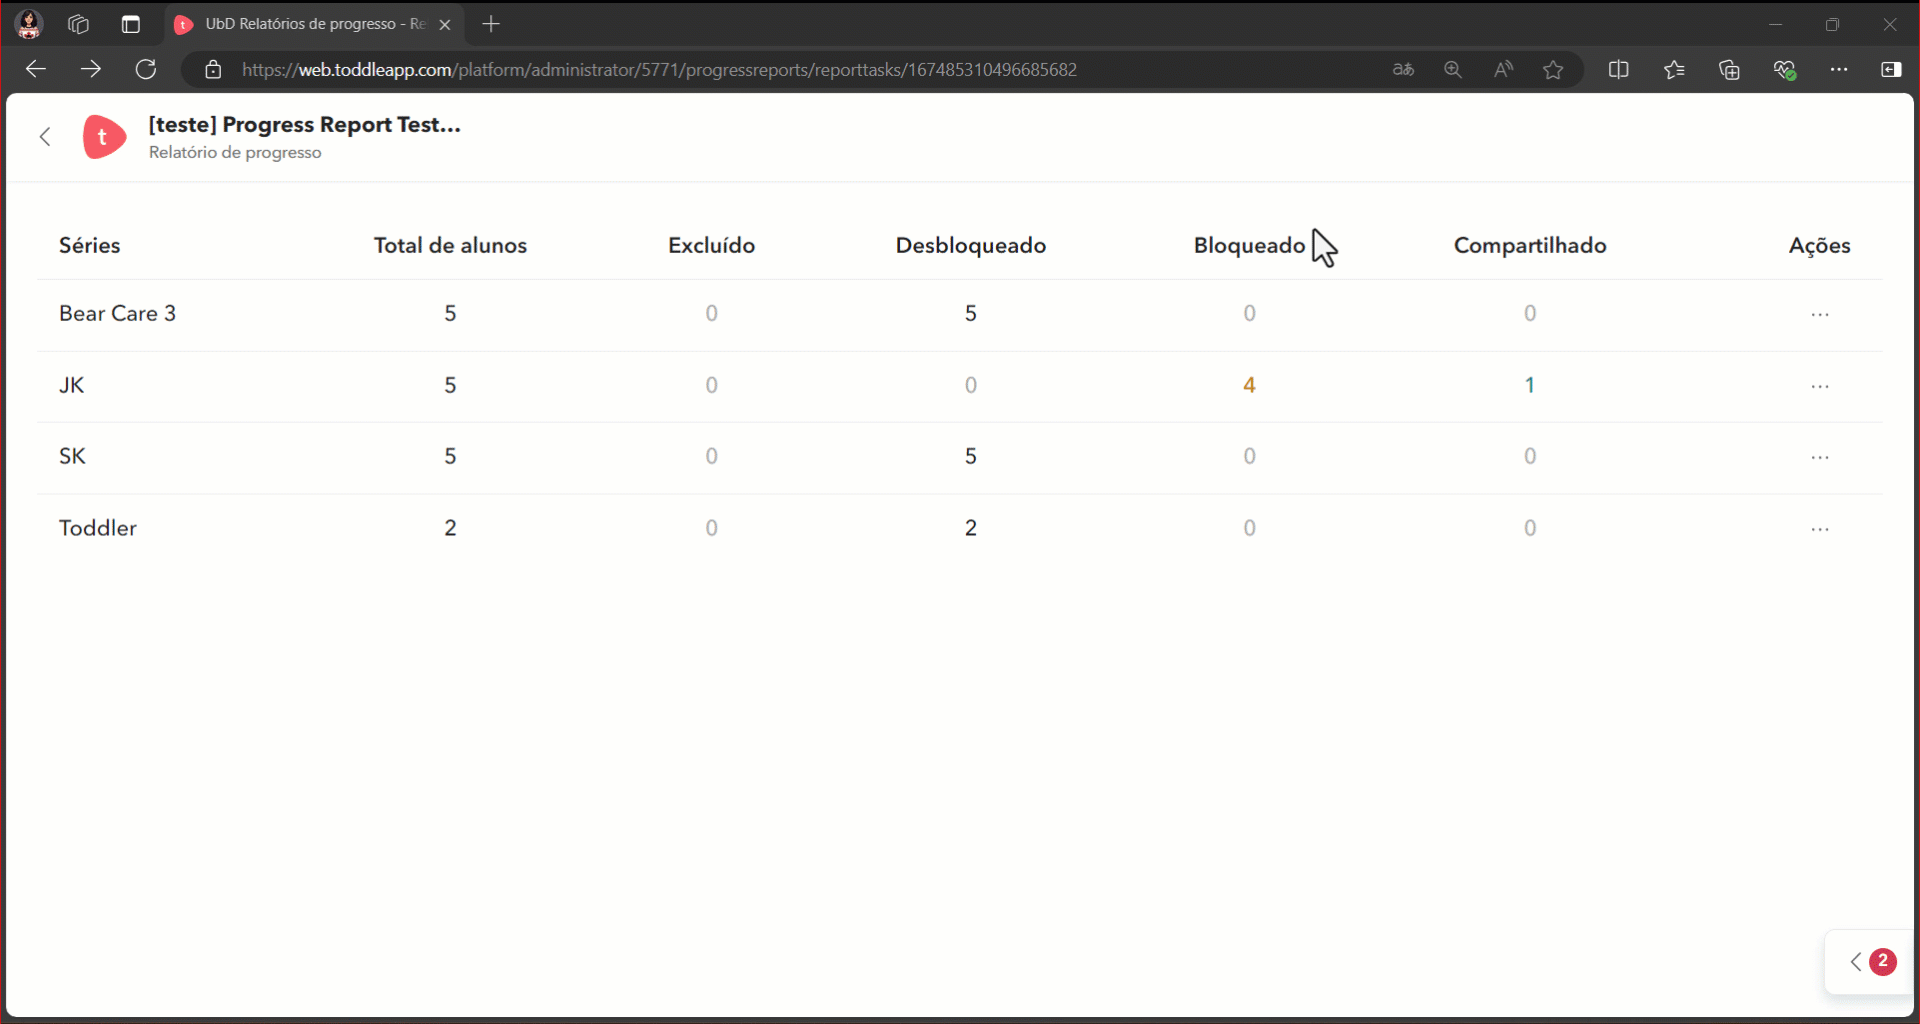 UbD Relatórios de progresso - Re
https://web.toddleapp.com/platform/administrator/5771/progressreports/reporttasks/167485310496685682
aあ
A
t
[teste] Progress Report Test...
Relatório de progresso
Séries Total de alunos Excluído Desbloqueado Bloqueado Compartilhado Ações
Bear Care 3 5 0 5 0 0 ...
JK 5 0 0 4 1 ...
SK 5 0 5 0 0 ...
Toddler 2 0 2 0 0 ...
2